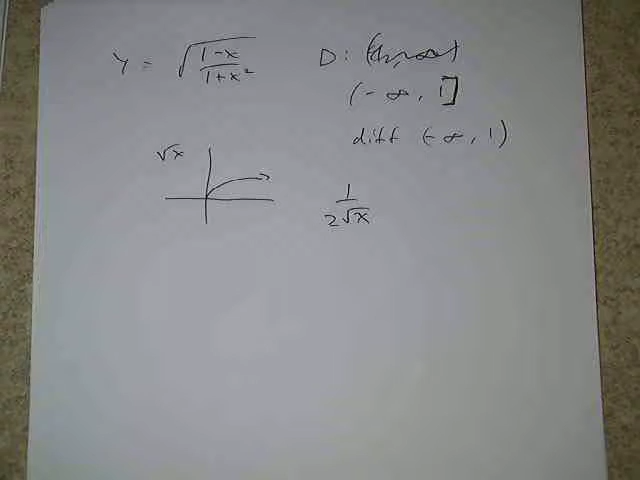 y = √((1-x)/(1+x²)) D:
(-∞, 1]
diff (-∞, 1)
√x
1/(2√x)